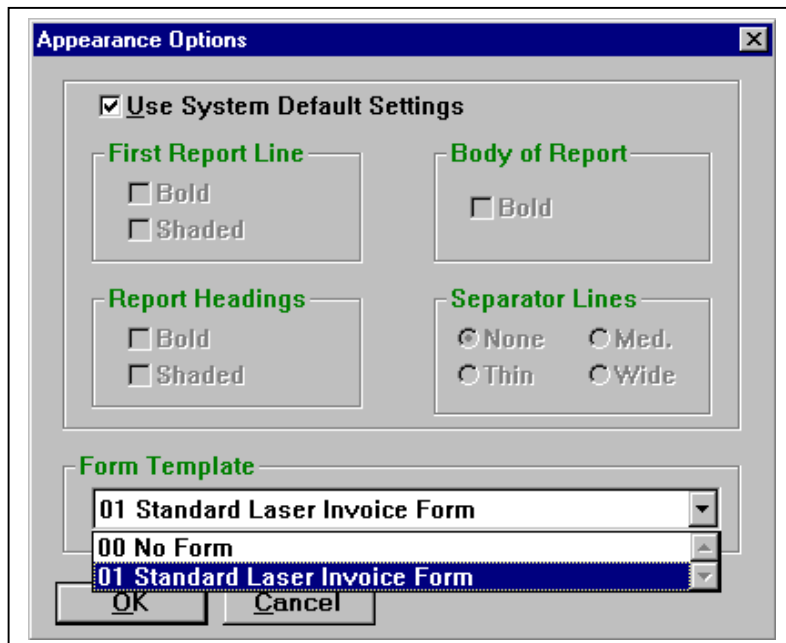 Appearance Options
Use System Default Settings
First Report Line
Bold
Shaded
Body of Report
Bold
Report Headings
Bold
Shaded
Separator Lines
None Med.
Thin Wide
Form Template
01 Standard Laser Invoice Form
00 No Form
01 Standard Laser Invoice Form
OK Cancel